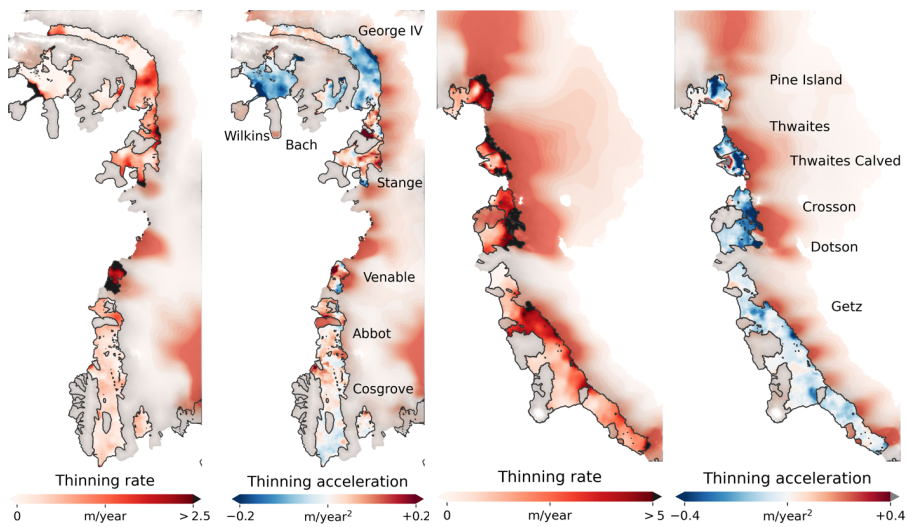 George IV
Wilkins
Bach
Stange
Venable
Abbot
Cosgrove
Pine Island
Thwaites
Thwaites Calved
Crosson
Dotson
Getz
Thinning rate
0 m/year > 2.5
Thinning acceleration
−0.2 m/year² +0.2
Thinning rate
0 m/year > 5
Thinning acceleration
−0.4 m/year² +0.4